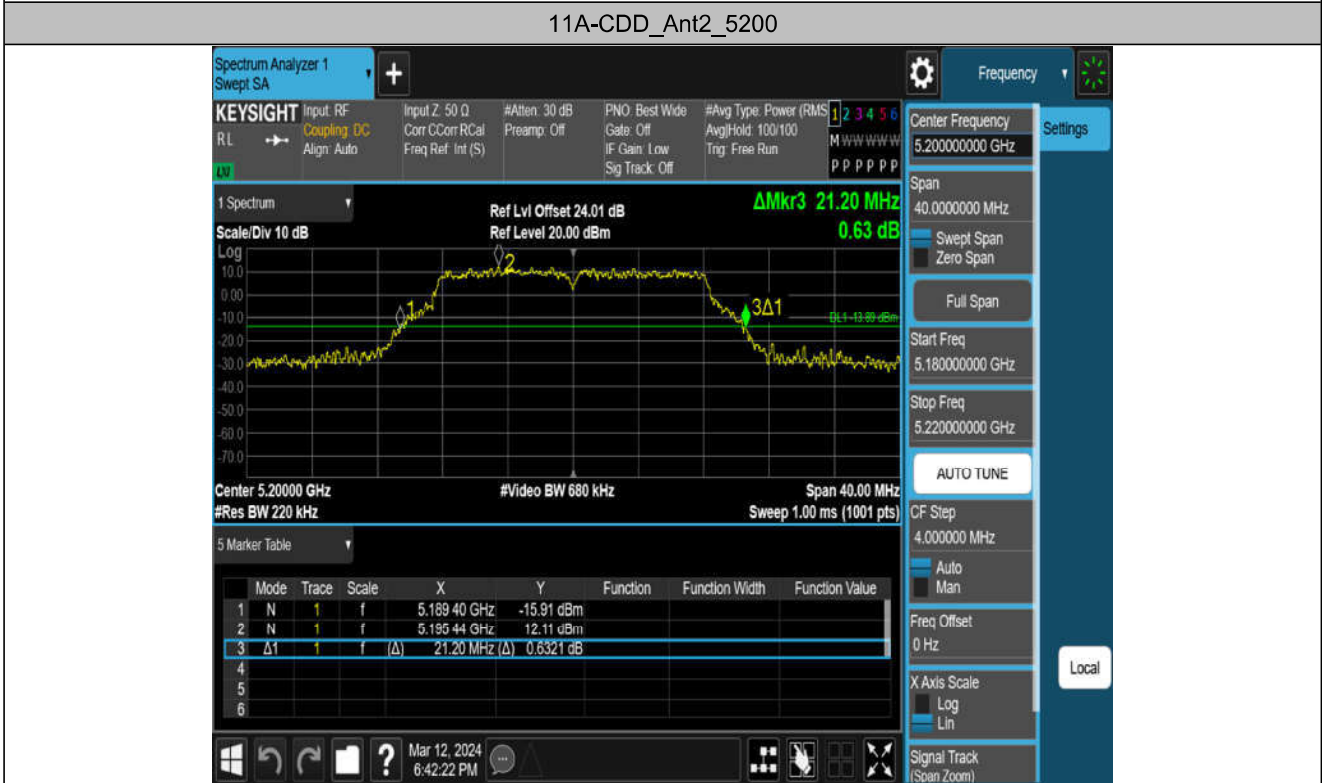 11A-CDD_Ant2_5200
Spectrum Analyzer 1
Swept SA
+
Frequency
KEYSIGHT
RL
LXI
Input: RF
Coupling: DC
Align: Auto
Input Z: 50 Ω
Corr CCorr RCal
Freq Ref: Int (S)
#Atten: 30 dB
Preamp: Off
PNO: Best Wide
Gate: Off
IF Gain: Low
Sig Track: Off
#Avg Type: Power (RMS
Avg|Hold: 100/100
Trig: Free Run
1 2 3 4 5 6
M W W W W W
P P P P P P
1 Spectrum
Scale/Div 10 dB
Log
Ref Lvl Offset 24.01 dB
Ref Level 20.00 dBm
ΔMkr3 21.20 MHz
0.63 dB
10.0
0.00
-10.0
-20.0
-30.0
-40.0
-50.0
-60.0
-70.0
1
2
3Δ1
DL1 -13.89 dBm
Center 5.20000 GHz
#Res BW 220 kHz
#Video BW 680 kHz
Span 40.00 MHz
Sweep 1.00 ms (1001 pts)
5 Marker Table
Mode Trace Scale X Y Function Function Width Function Value
1 N 1 f 5.189 40 GHz -15.91 dBm
2 N 1 f 5.195 44 GHz 12.11 dBm
3 Δ1 1 f (Δ) 21.20 MHz (Δ) 0.6321 dB
4
5
6
?
Mar 12, 2024
6:42:22 PM
Center Frequency
5.200000000 GHz
Settings
Span
40.0000000 MHz
Swept Span
Zero Span
Full Span
Start Freq
5.180000000 GHz
Stop Freq
5.220000000 GHz
AUTO TUNE
CF Step
4.000000 MHz
Auto
Man
Freq Offset
0 Hz
X Axis Scale
Log
Lin
Local
Signal Track
(Span Zoom)